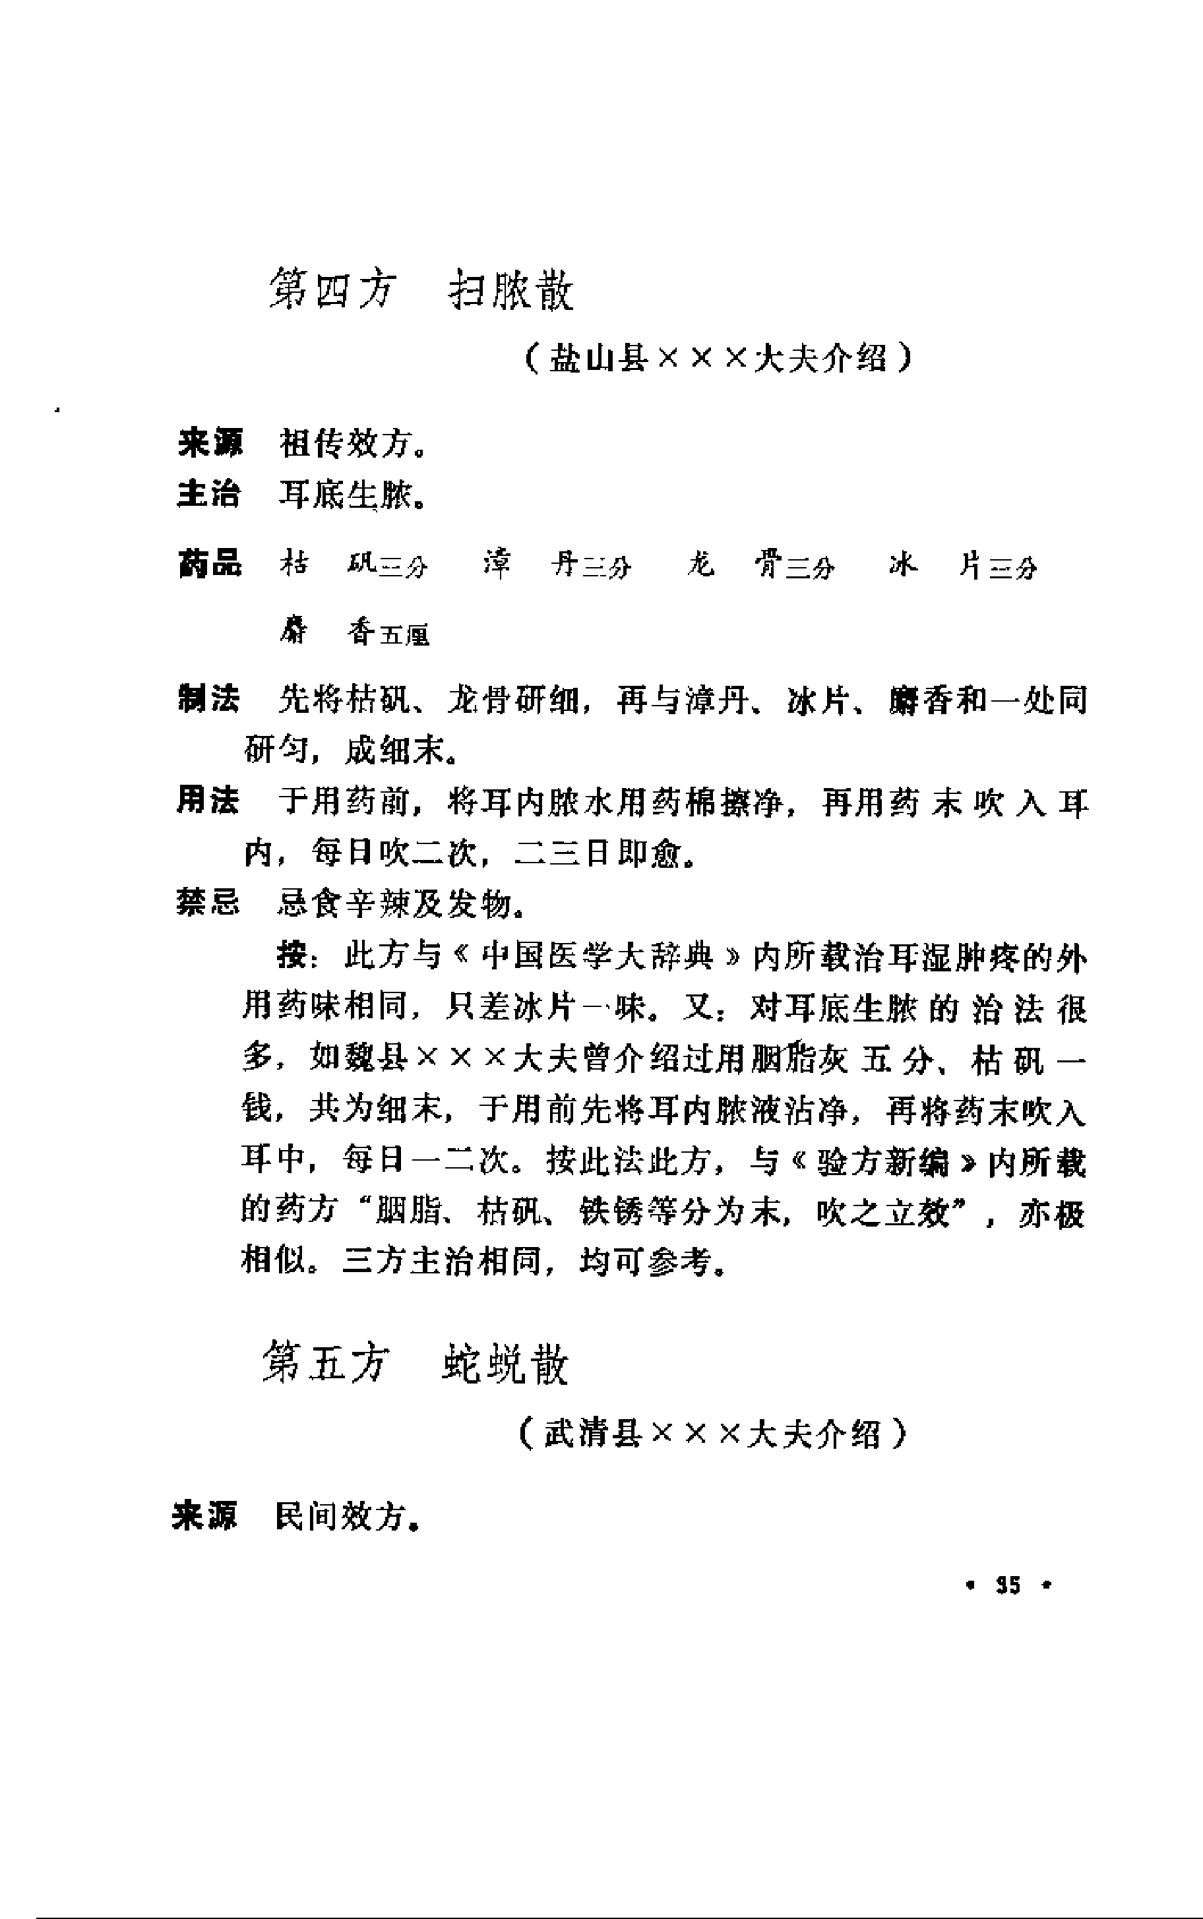 第四方　扫脓散
（盐山县×××大夫介绍）
来源　祖传效方。
主治　耳底生脓。
药品　枯　矾三分　漳　丹三分　龙　骨三分　冰　片三分
麝　香五厘
制法　先将枯矾、龙骨研细，再与漳丹、冰片、麝香和一处同
研匀，成细末。
用法　于用药前，将耳内脓水用药棉擦净，再用药末吹入耳
内，每日吹二次，二三日即愈。
禁忌　忌食辛辣及发物。
按：此方与《中国医学大辞典》内所载治耳湿肿疼的外
用药味相同，只差冰片一味。又：对耳底生脓的治法很
多，如魏县×××大夫曾介绍过用胭脂灰五分、枯矾一
钱，共为细末，于用前先将耳内脓液沾净，再将药末吹入
耳中，每日一二次。按此法此方，与《验方新编》内所载
的药方“胭脂、枯矾、铁锈等分为末，吹之立效”，亦极
相似。三方主治相同，均可参考。
第五方　蛇蜕散
（武清县×××大夫介绍）
来源　民间效方。
• 35 •